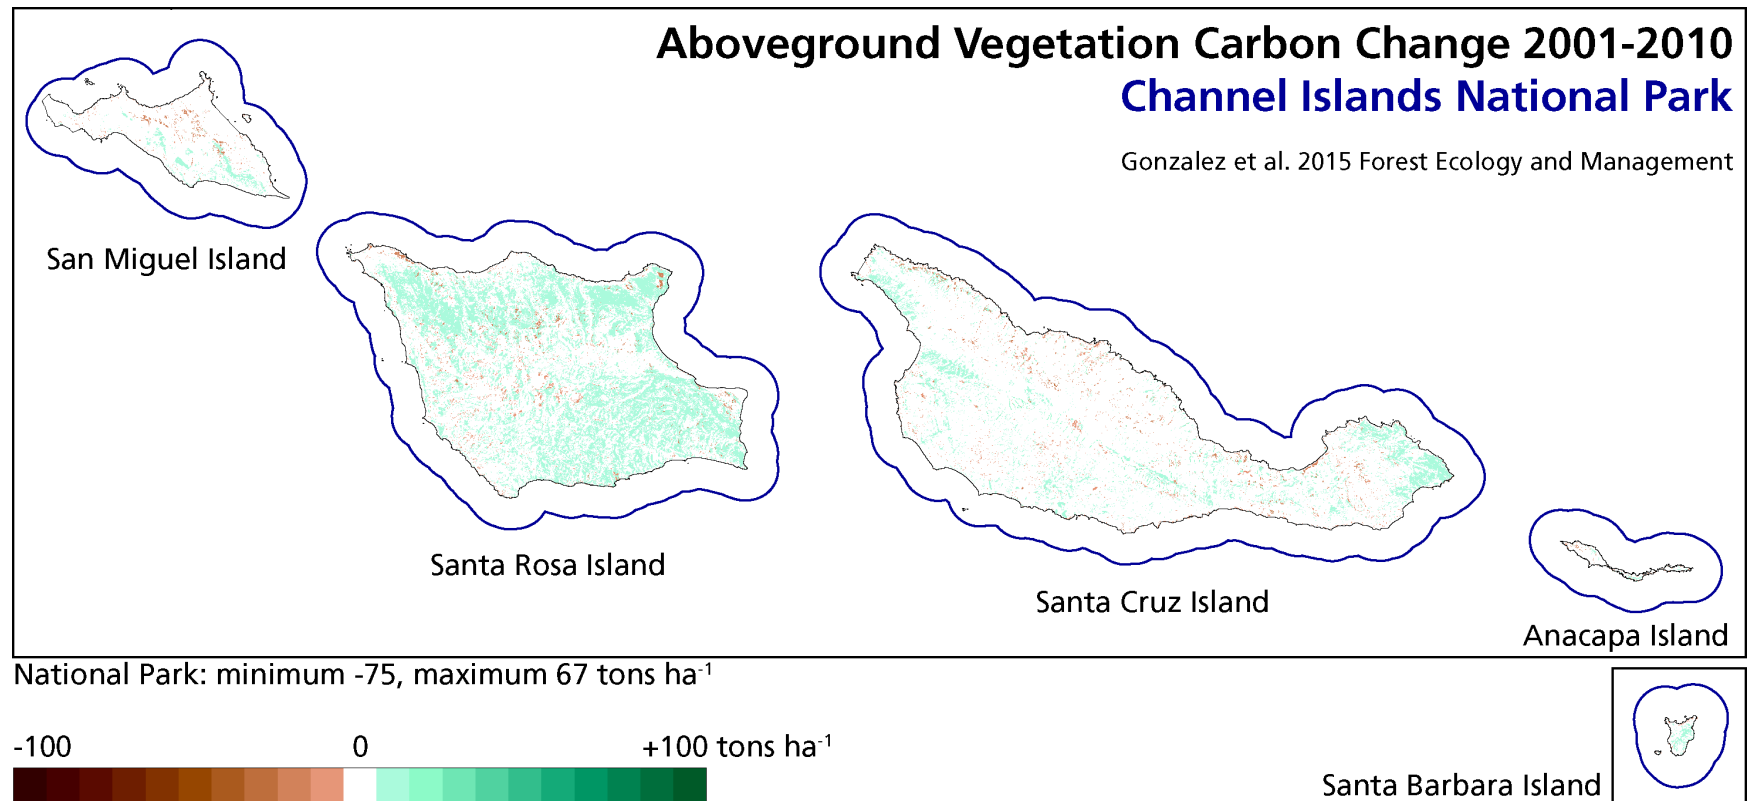 Aboveground Vegetation Carbon Change 2001-2010
Channel Islands National Park
Gonzalez et al. 2015 Forest Ecology and Management
San Miguel Island
Santa Rosa Island
Santa Cruz Island
Anacapa Island
National Park: minimum -75, maximum 67 tons ha⁻¹
-100 0 +100 tons ha⁻¹
Santa Barbara Island